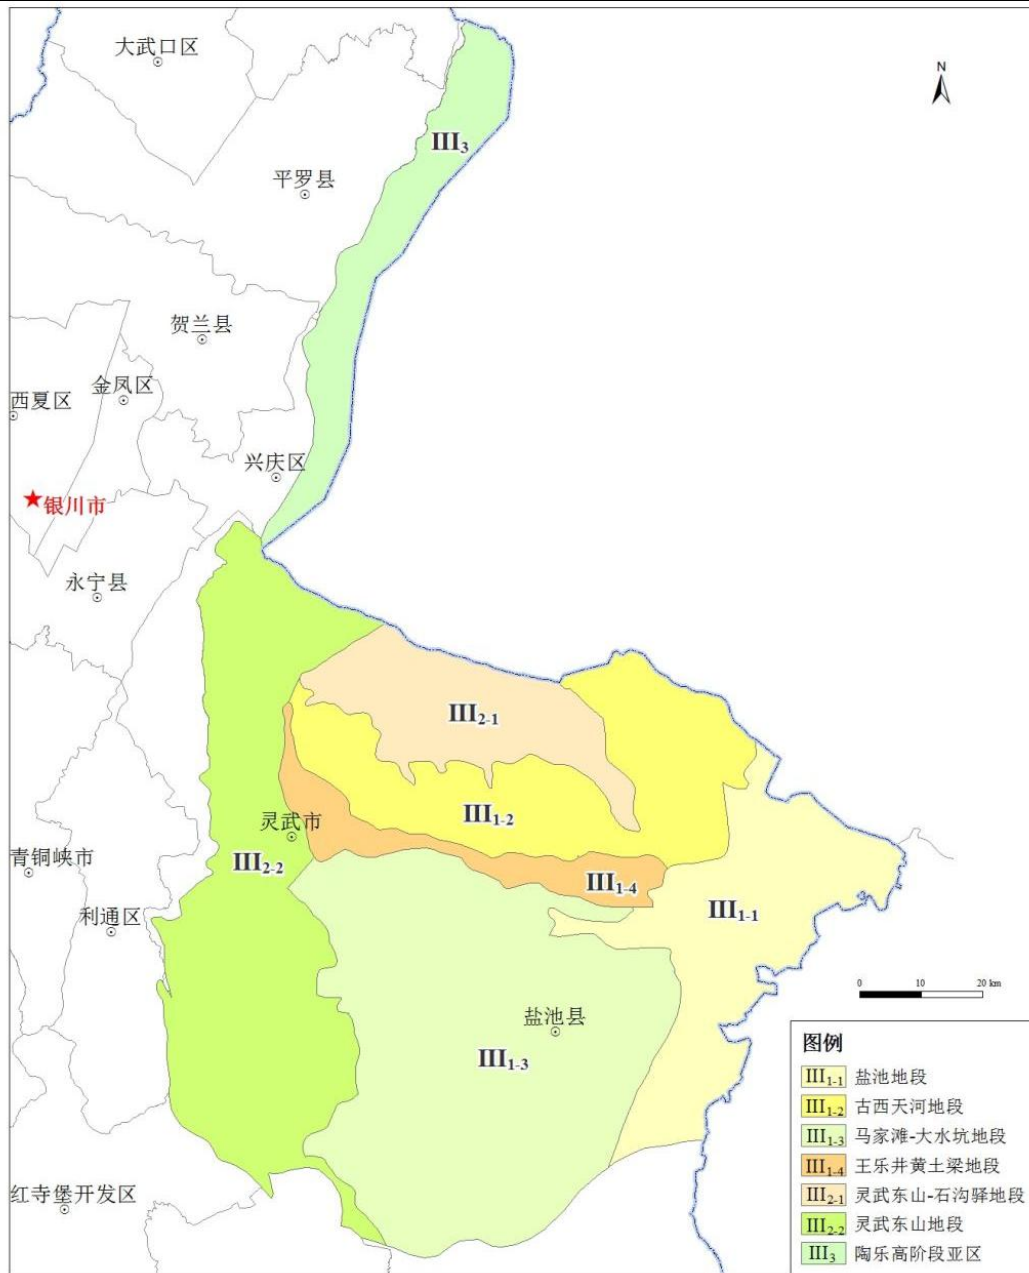 大武口区
N
III3
平罗县
贺兰县
金凤区
西夏区
兴庆区
银川市
永宁县
III2-1
III1-2
灵武市
青铜峡市
III2-2
III1-4
利通区
III1-1
0 10 20 km
盐池县
III1-3
红寺堡开发区
图例
III1-1 盐池地段
III1-2 古西天河地段
III1-3 马家滩-大水坑地段
III1-4 王乐井黄土梁地段
III2-1 灵武东山-石沟驿地段
III2-2 灵武东山地段
III3 陶乐高阶段亚区